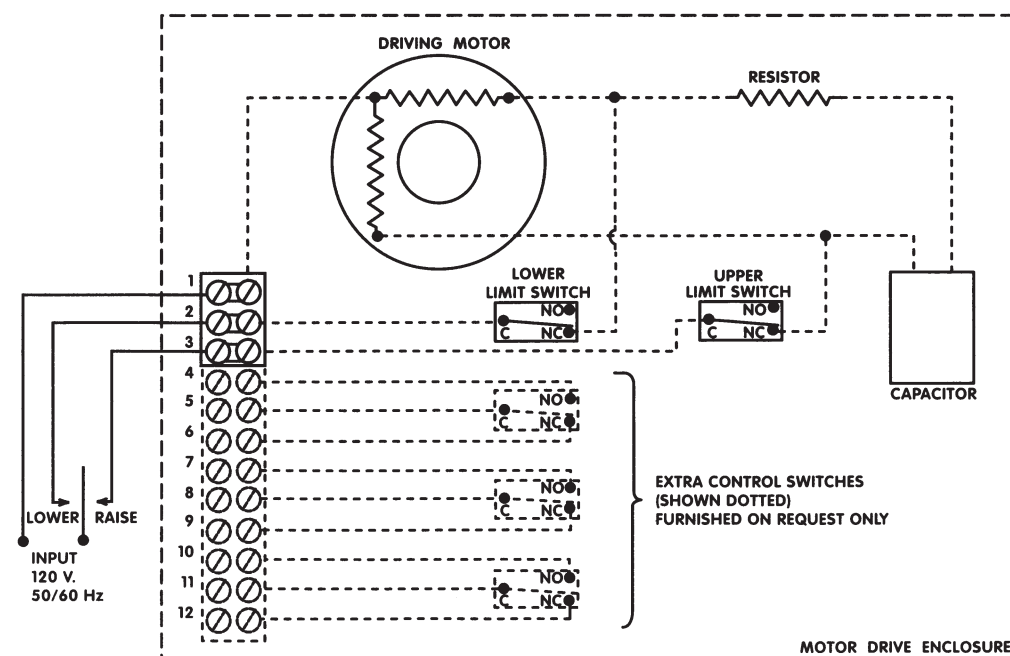 DRIVING MOTOR
RESISTOR
LOWER
LIMIT SWITCH
UPPER
LIMIT SWITCH
NO
C NC
NO
C NC
CAPACITOR
1
2
3
4
5
6
7
8
9
10
11
12
NO
C NC
NO
C NC
NO
C NC
EXTRA CONTROL SWITCHES
(SHOWN DOTTED)
FURNISHED ON REQUEST ONLY
LOWER RAISE
INPUT
120 V.
50/60 Hz
MOTOR DRIVE ENCLOSURE